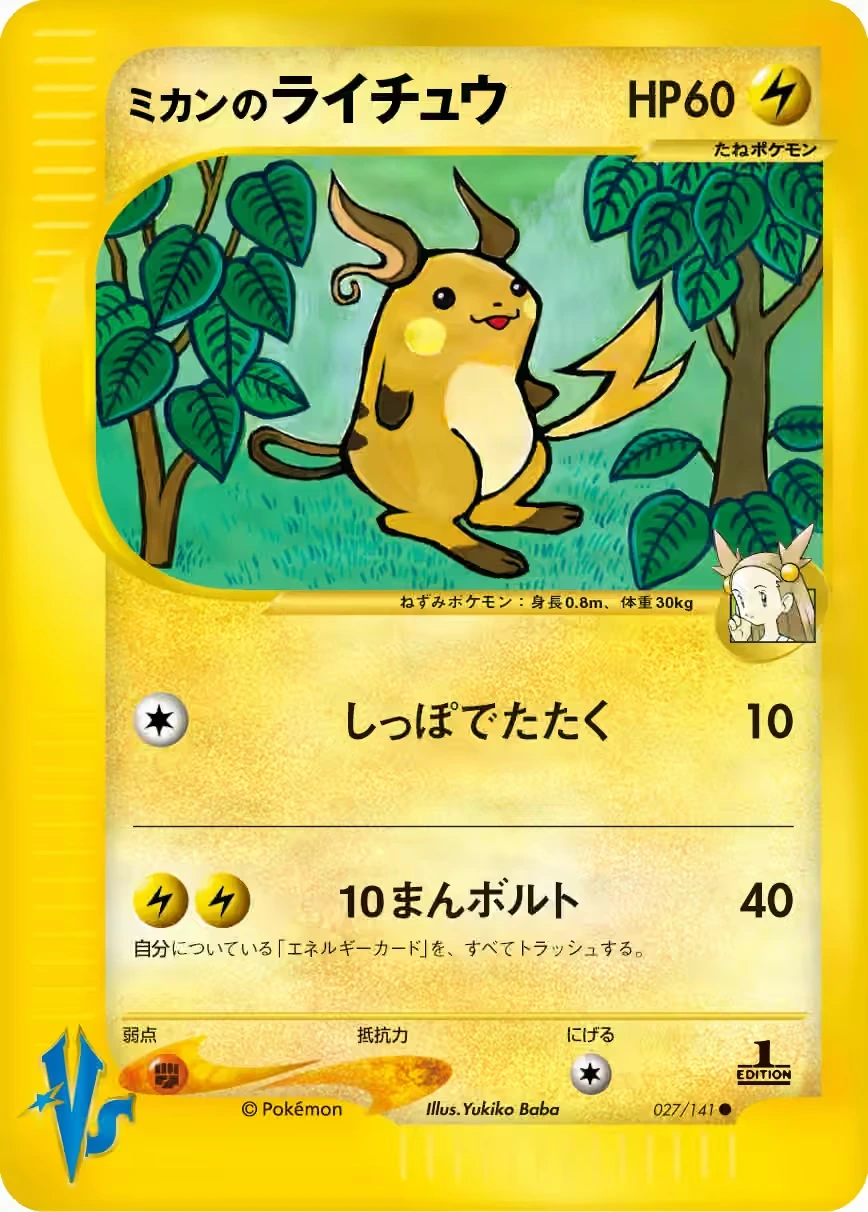 ミカンのライチュウ HP60
たねポケモン
ねずみポケモン：身長0.8m、体重30kg
しっぽでたたく 10
10まんボルト 40
自分についている「エネルギーカード」を、すべてトラッシュする。
弱点 抵抗力 にげる
1
EDITION
VS
© Pokémon Illus.Yukiko Baba 027/141●